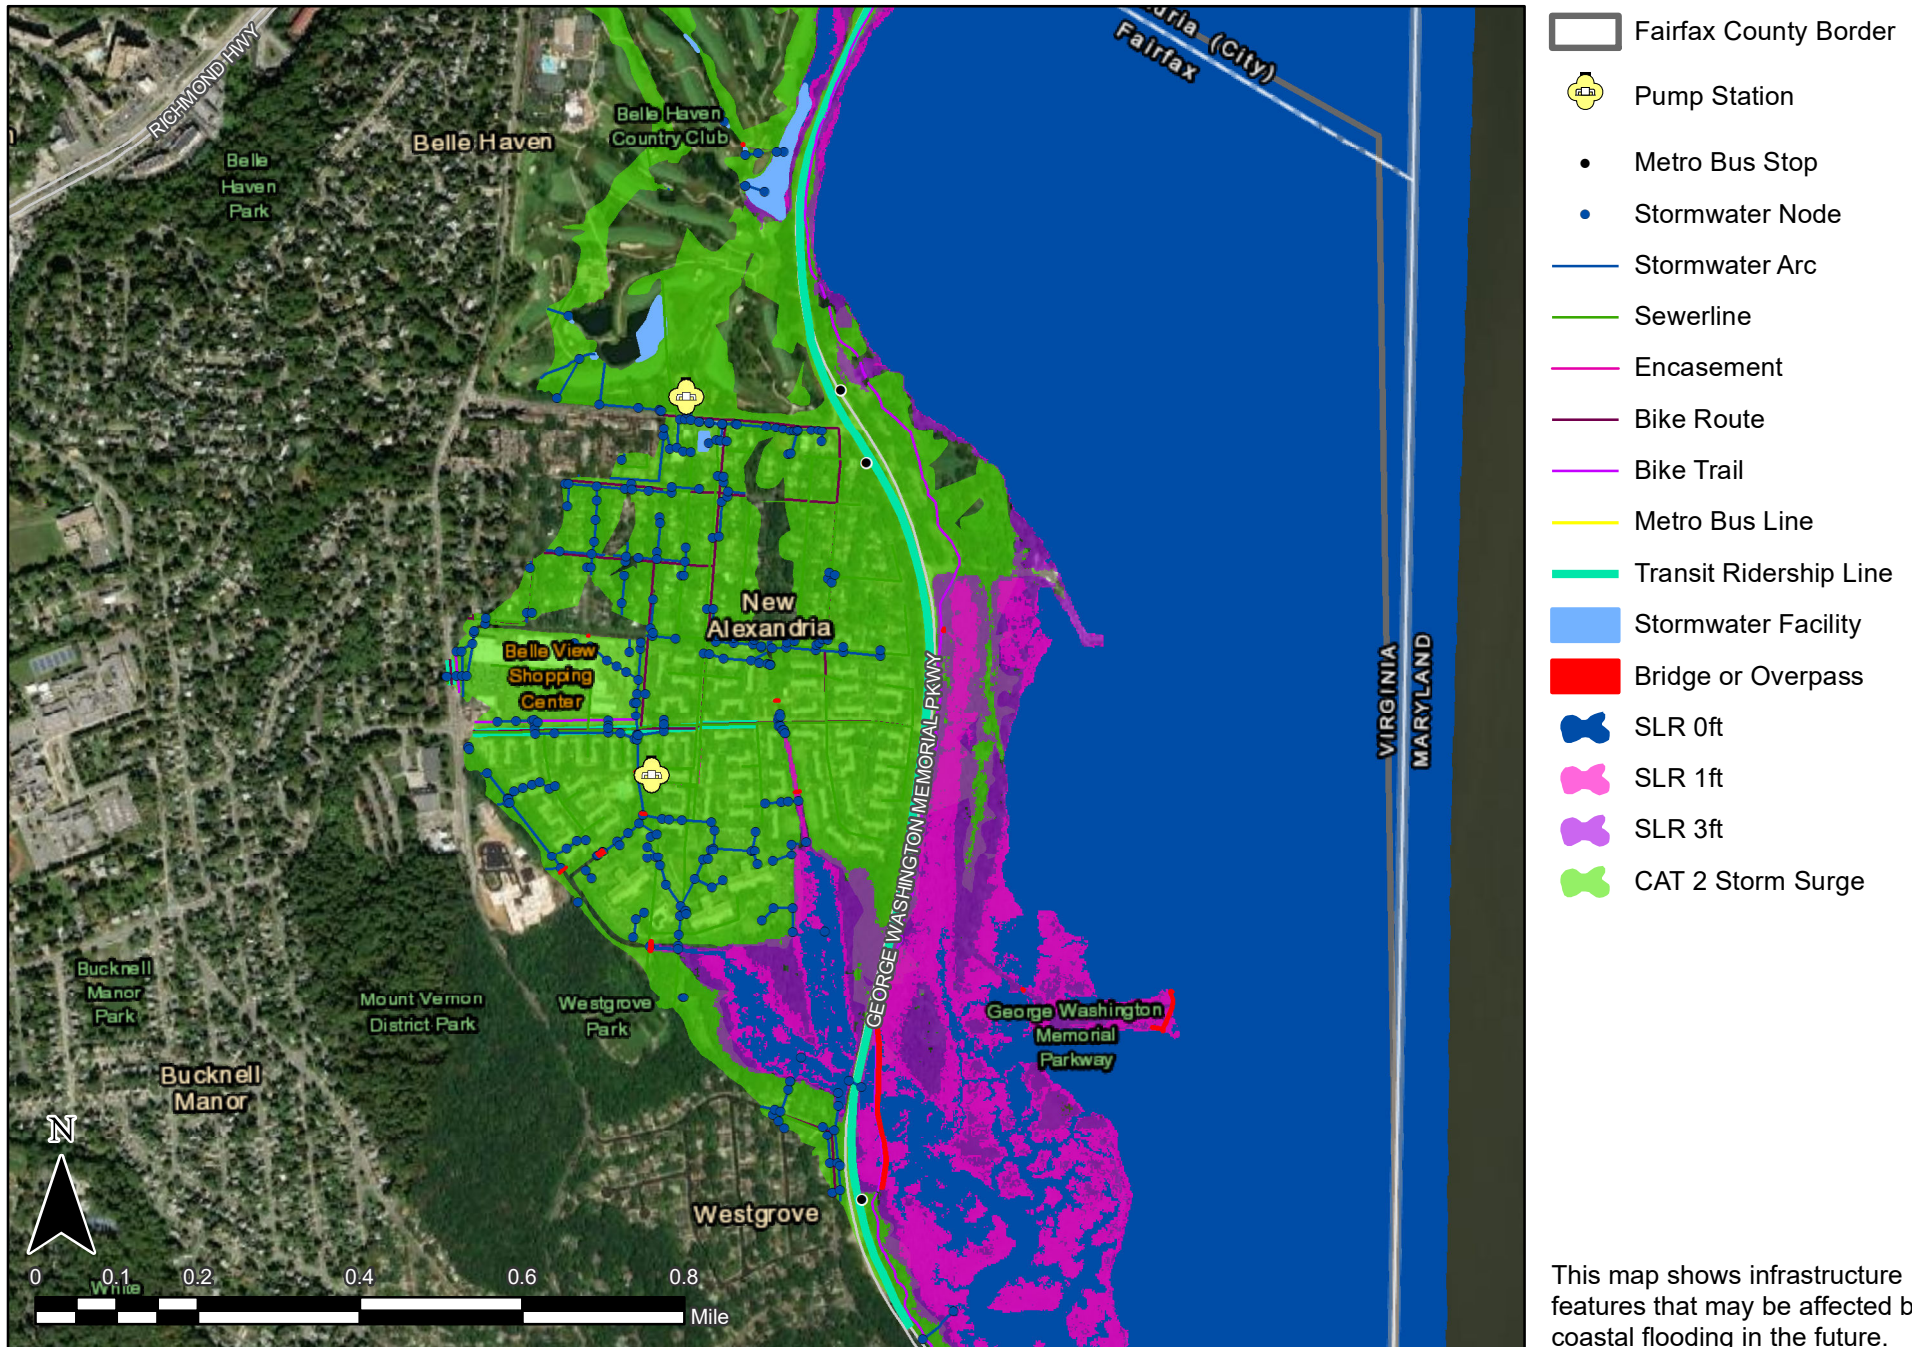 RICHMOND HWY
Belle
Haven
Park
Belle Haven
Belle Haven
Country Club
(City)
Fairfax
New
Alexandria
Belle View
Shopping
Center
GEORGE WASHINGTON MEMORIAL PKWY
VIRGINIA
MARYLAND
Bucknell
Manor
Park
Mount Vernon
District Park
Westgrove
Park
George Washington
Memorial
Parkway
Bucknell
Manor
Westgrove
N
0 0.1 0.2 0.4 0.6 0.8
White
Mile
Fairfax County Border
Pump Station
Metro Bus Stop
Stormwater Node
Stormwater Arc
Sewerline
Encasement
Bike Route
Bike Trail
Metro Bus Line
Transit Ridership Line
Stormwater Facility
Bridge or Overpass
SLR 0ft
SLR 1ft
SLR 3ft
CAT 2 Storm Surge
This map shows infrastructure
features that may be affected b
coastal flooding in the future.